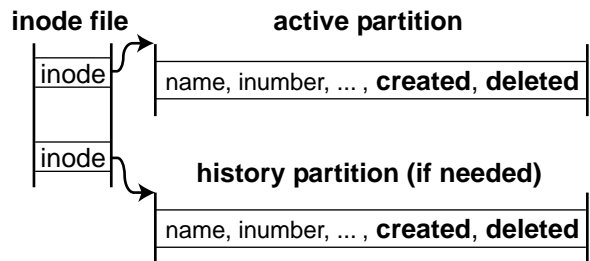 inode file
active partition
inode
name, inumber, ... , created, deleted
inode
history partition (if needed)
name, inumber, ... , created, deleted